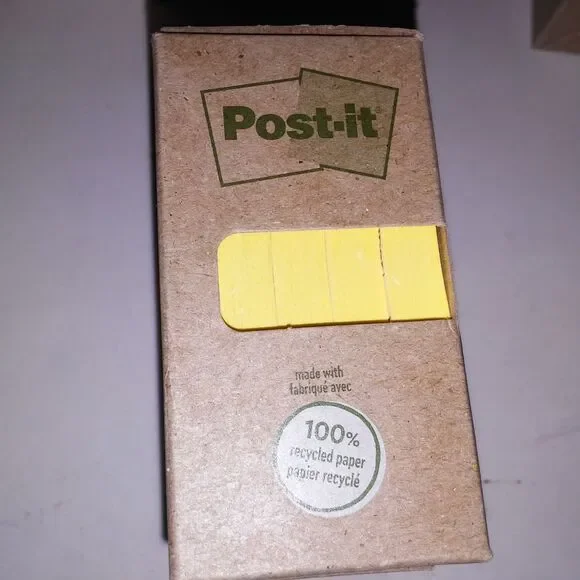 Post-it®
made with
fabriqué avec
100%
recycled paper
papier recyclé